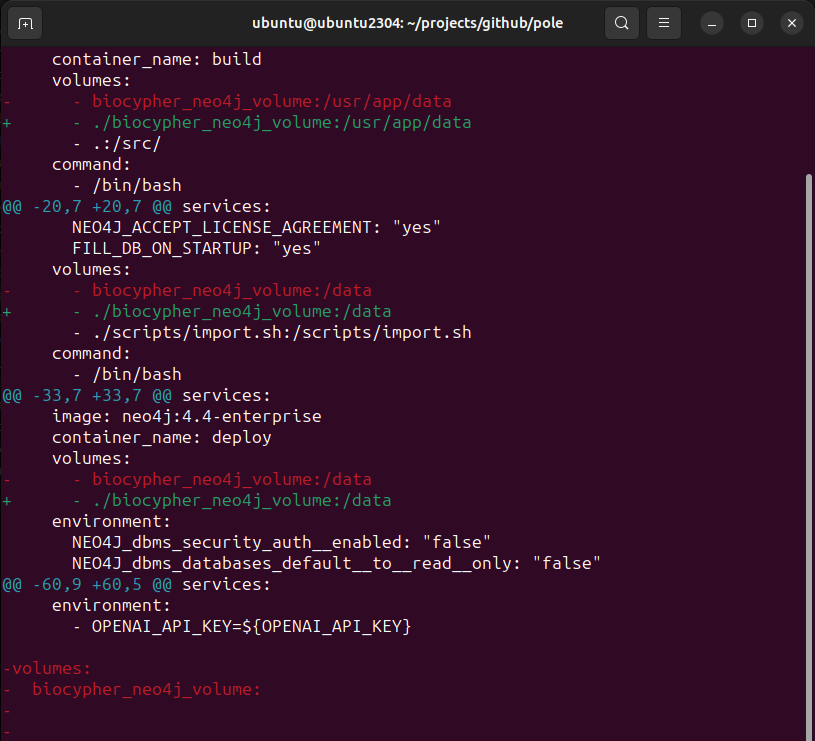 ubuntu@ubuntu2304: ~/projects/github/pole
     container_name: build
     volumes:
-      - biocypher_neo4j_volume:/usr/app/data
+      - ./biocypher_neo4j_volume:/usr/app/data
       - .:/src/
     command:
       - /bin/bash
@@ -20,7 +20,7 @@ services:
       NEO4J_ACCEPT_LICENSE_AGREEMENT: "yes"
       FILL_DB_ON_STARTUP: "yes"
     volumes:
-      - biocypher_neo4j_volume:/data
+      - ./biocypher_neo4j_volume:/data
       - ./scripts/import.sh:/scripts/import.sh
     command:
       - /bin/bash
@@ -33,7 +33,7 @@ services:
     image: neo4j:4.4-enterprise
     container_name: deploy
     volumes:
-      - biocypher_neo4j_volume:/data
+      - ./biocypher_neo4j_volume:/data
     environment:
       NEO4J_dbms_security_auth__enabled: "false"
       NEO4J_dbms_databases_default__to__read__only: "false"
@@ -60,9 +60,5 @@ services:
     environment:
       - OPENAI_API_KEY=${OPENAI_API_KEY}

-volumes:
-  biocypher_neo4j_volume:
-
-